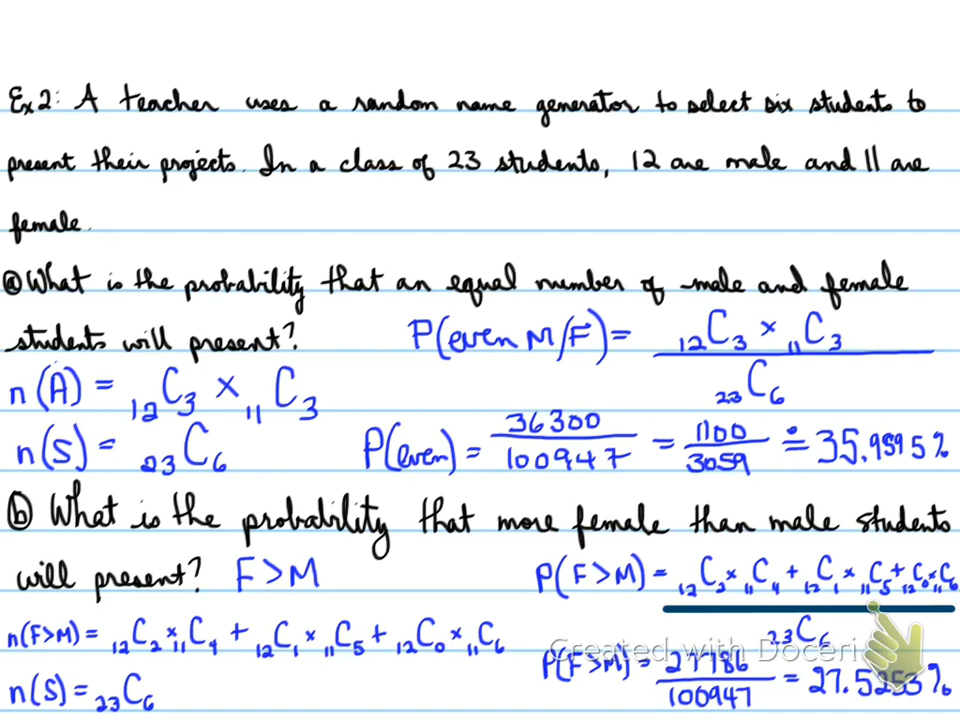 Ex2: A teacher uses a random name generator to select six students to
present their projects. In a class of 23 students, 12 are male and 11 are
female.
ⓐ What is the probability that an equal number of male and female
students will present?
P(even M/F) = ₁₂C₃ × ₁₁C₃ / ₂₃C₆
n(A) = ₁₂C₃ × ₁₁C₃
n(S) = ₂₃C₆
P(even) = 36300/100947 = 1100/3059 ≐ 35.9595%
ⓑ What is the probability that more female than male students
will present? F>M
P(F>M) = ₁₂C₂ × ₁₁C₄ + ₁₂C₁ × ₁₁C₅ + ₁₂C₀ × ₁₁C₆ / ₂₃C₆
n(F>M) = ₁₂C₂ × ₁₁C₄ + ₁₂C₁ × ₁₁C₅ + ₁₂C₀ × ₁₁C₆
n(S) = ₂₃C₆
P(F>M) = 27786/100947 = 27.5253%
Created with Doceri